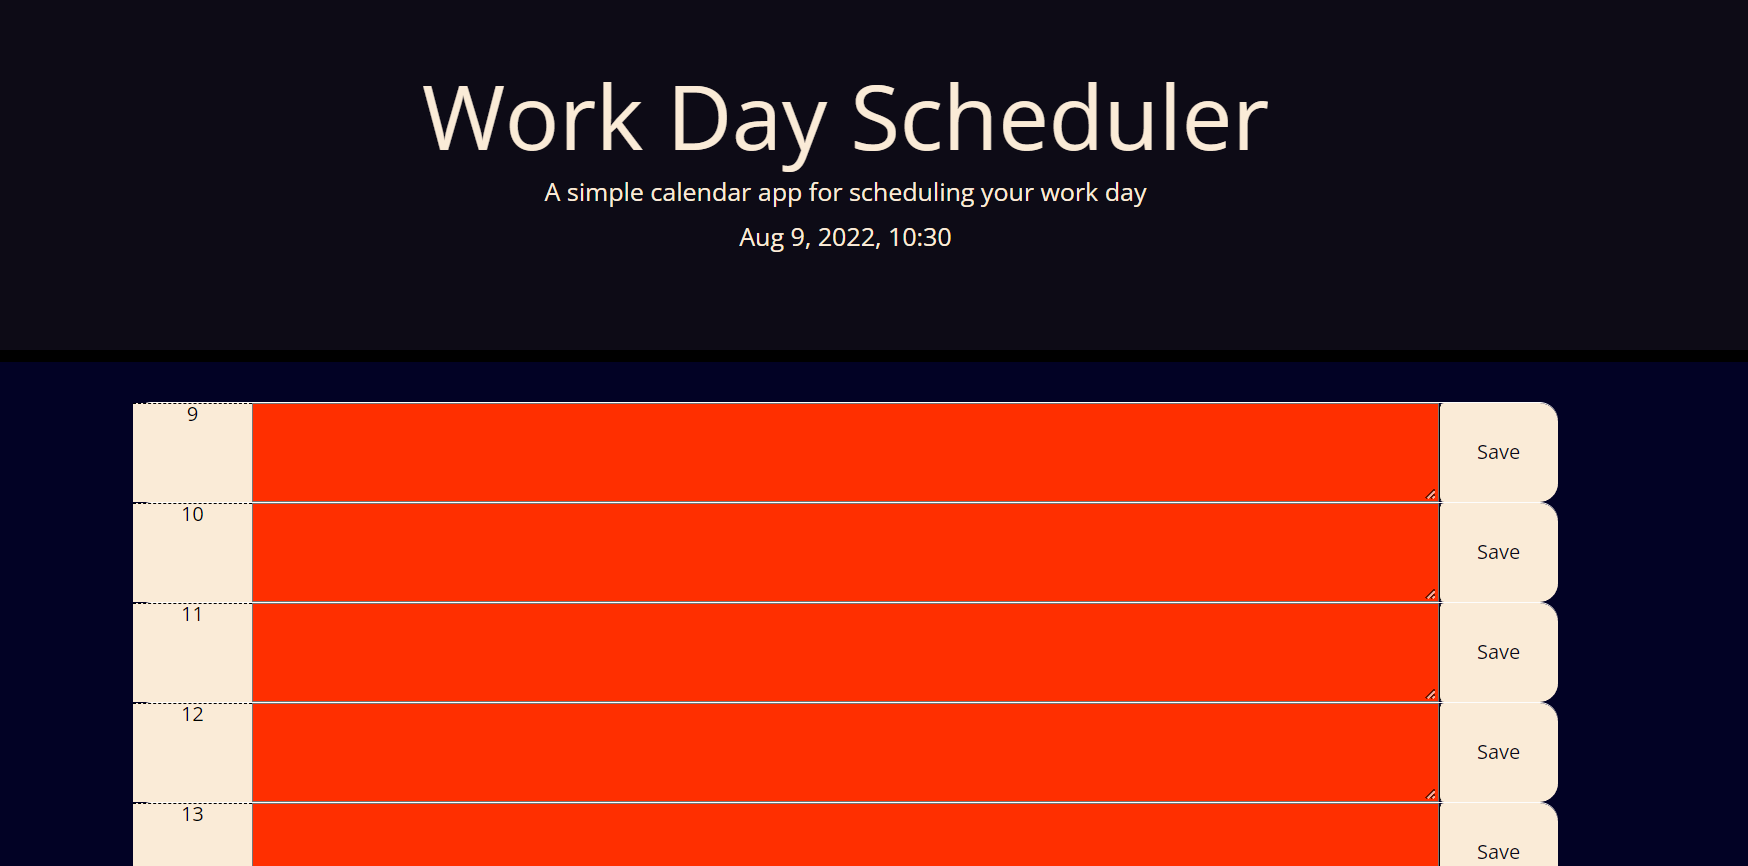 Work Day Scheduler
A simple calendar app for scheduling your work day
Aug 9, 2022, 10:30
9
Save
10
Save
11
Save
12
Save
13
Save